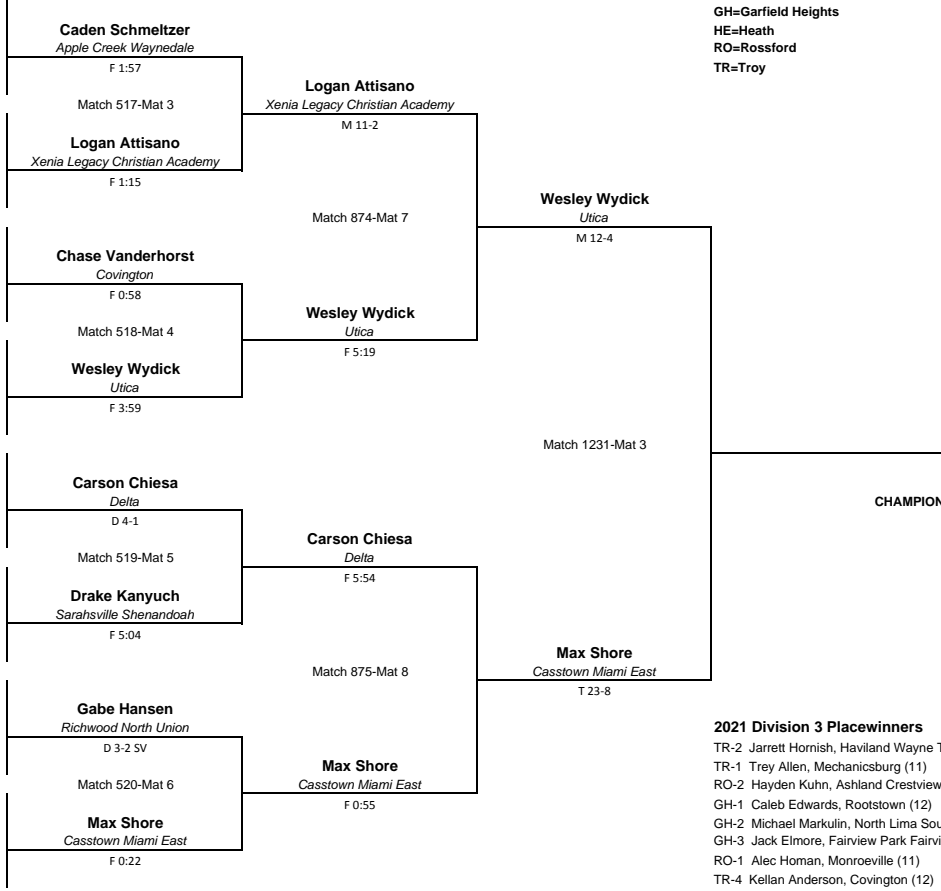 GH=Garfield Heights
HE=Heath
RO=Rossford
TR=Troy
Caden Schmeltzer
Apple Creek Waynedale
F 1:57
Match 517-Mat 3
Logan Attisano
Xenia Legacy Christian Academy
F 1:15
Chase Vanderhorst
Covington
F 0:58
Match 518-Mat 4
Wesley Wydick
Utica
F 3:59
Carson Chiesa
Delta
D 4-1
Match 519-Mat 5
Drake Kanyuch
Sarahsville Shenandoah
F 5:04
Gabe Hansen
Richwood North Union
D 3-2 SV
Match 520-Mat 6
Max Shore
Casstown Miami East
F 0:22
Logan Attisano
Xenia Legacy Christian Academy
M 11-2
Match 874-Mat 7
Wesley Wydick
Utica
F 5:19
Carson Chiesa
Delta
F 5:54
Match 875-Mat 8
Max Shore
Casstown Miami East
F 0:55
Wesley Wydick
Utica
M 12-4
Match 1231-Mat 3
Max Shore
Casstown Miami East
T 23-8
CHAMPION
2021 Division 3 Placewinners
TR-2 Jarrett Hornish, Haviland Wayne T
TR-1 Trey Allen, Mechanicsburg (11)
RO-2 Hayden Kuhn, Ashland Crestview
GH-1 Caleb Edwards, Rootstown (12)
GH-2 Michael Markulin, North Lima Sou
GH-3 Jack Elmore, Fairview Park Fairvi
RO-1 Alec Homan, Monroeville (11)
TR-4 Kellan Anderson, Covington (12)